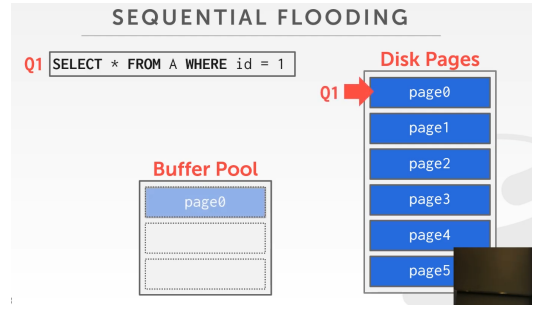 SEQUENTIAL FLOODING
Q1 SELECT * FROM A WHERE id = 1
Disk Pages
Q1 page0
page1
page2
page3
page4
page5
Buffer Pool
page0